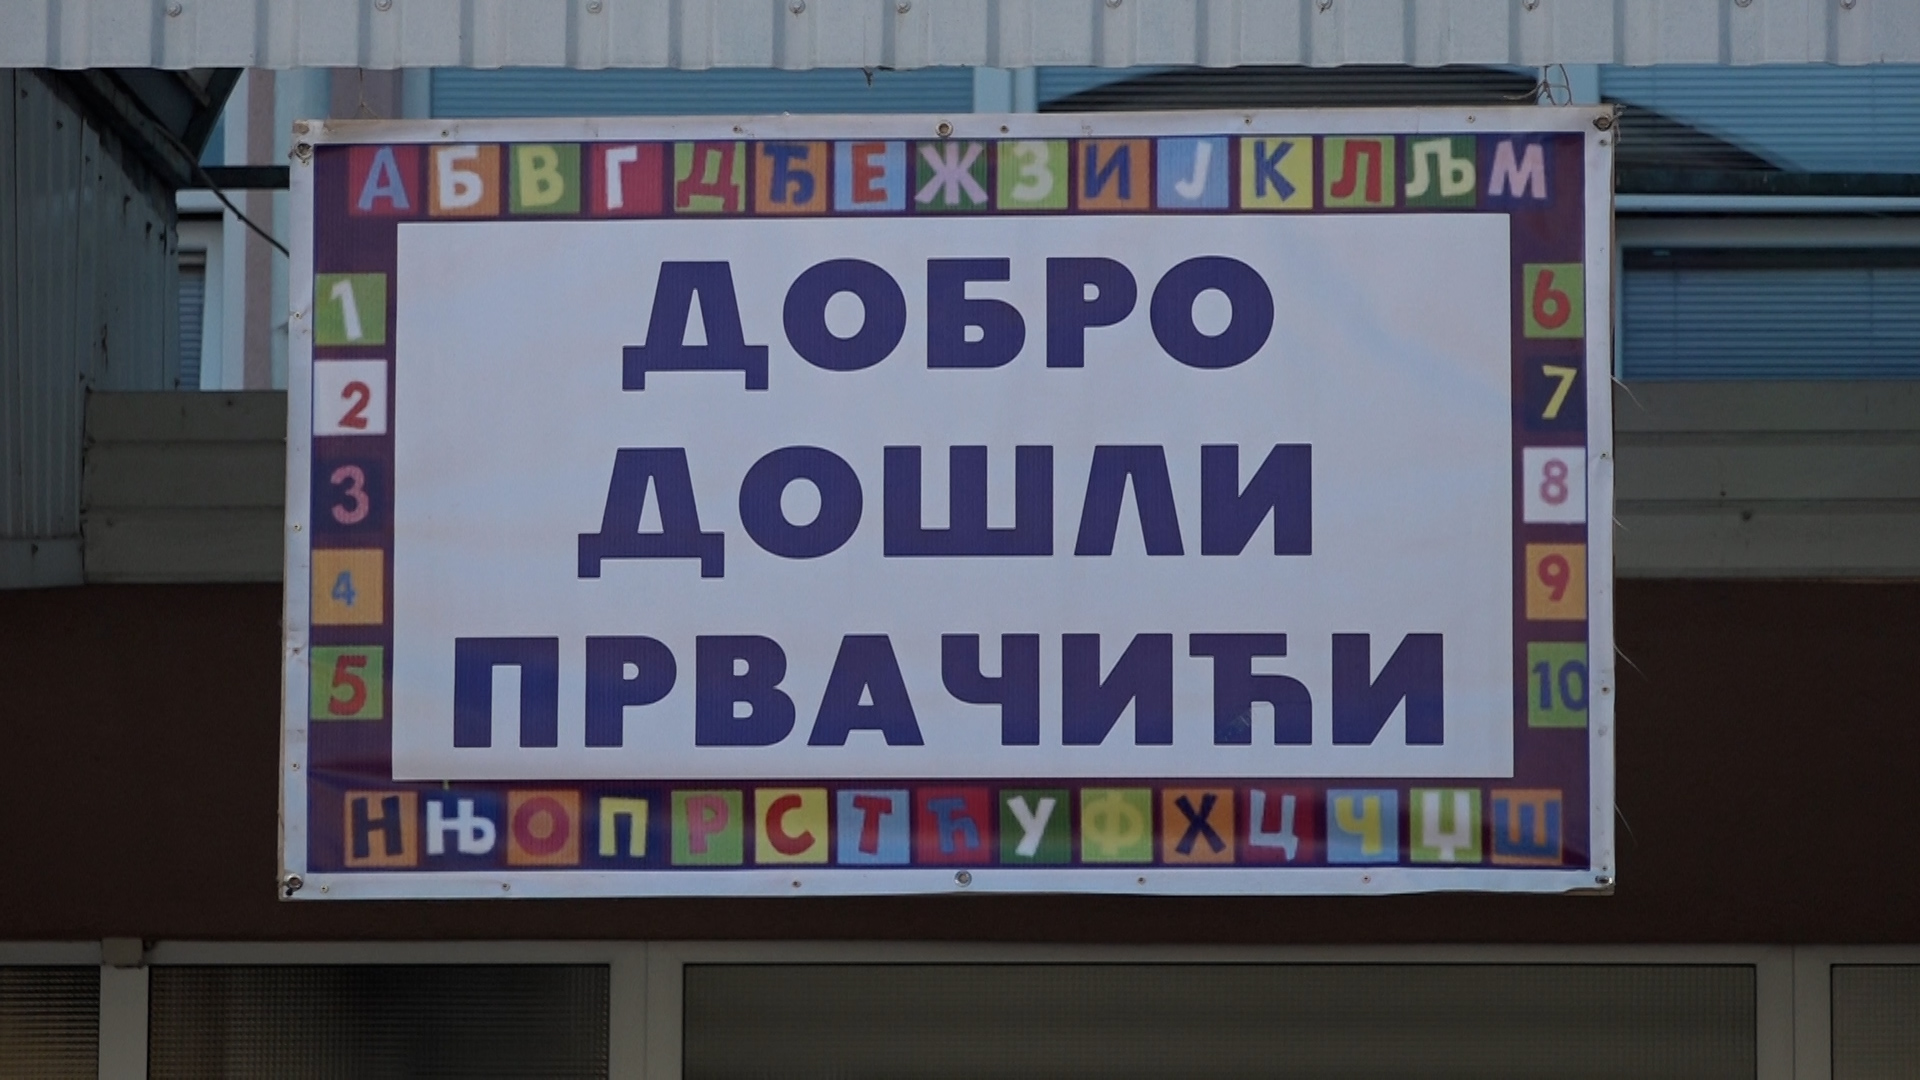 А Б В Г Д Ђ Е Ж З И Ј К Л Љ М
1 6
2 7
3 8
4 9
5 10
ДОБРО
ДОШЛИ
ПРВАЧИЋИ
Н Њ О П Р С Т Ћ У Ф Х Ц Ч Џ Ш